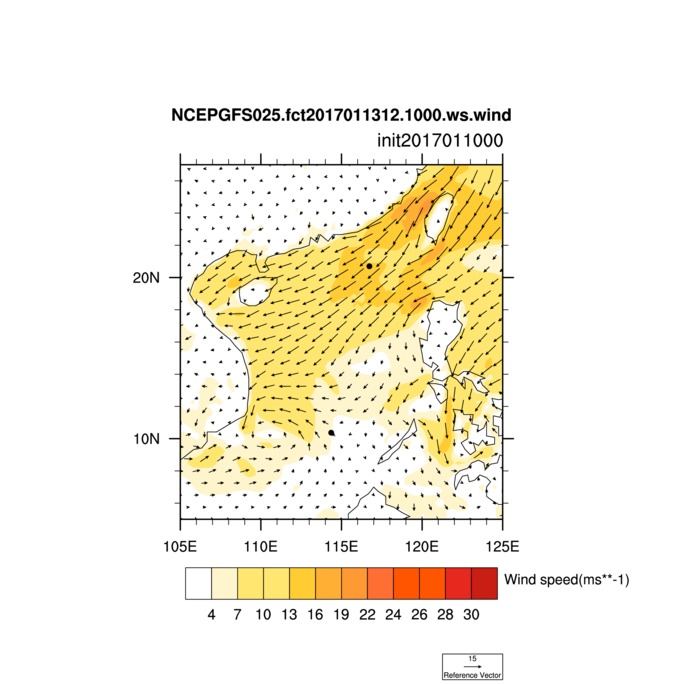 NCEPGFS025.fct2017011312.1000.ws.wind
init2017011000
20N
10N
105E 110E 115E 120E 125E
Wind speed(ms**-1)
4 7 10 13 16 19 22 24 26 28 30
15
Reference Vector